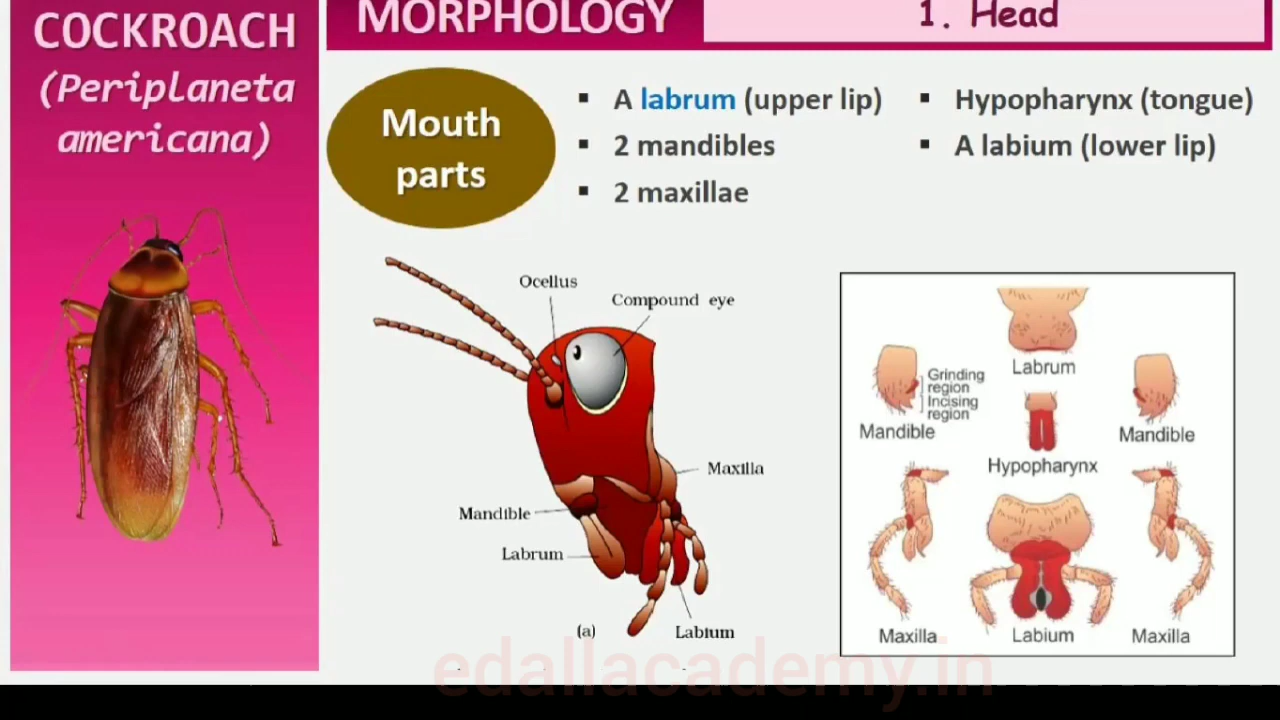 COCKROACH
(Periplaneta
americana)
MORPHOLOGY
1. Head
Mouth
parts
▪ A labrum (upper lip)
▪ 2 mandibles
▪ 2 maxillae
▪ Hypopharynx (tongue)
▪ A labium (lower lip)
Ocellus
Compound eye
Maxilla
Mandible
Labrum
(a)
Labium
Labrum
Grinding
region
Incising
region
Mandible
Mandible
Hypopharynx
Maxilla
Labium
Maxilla
edallacademy.in